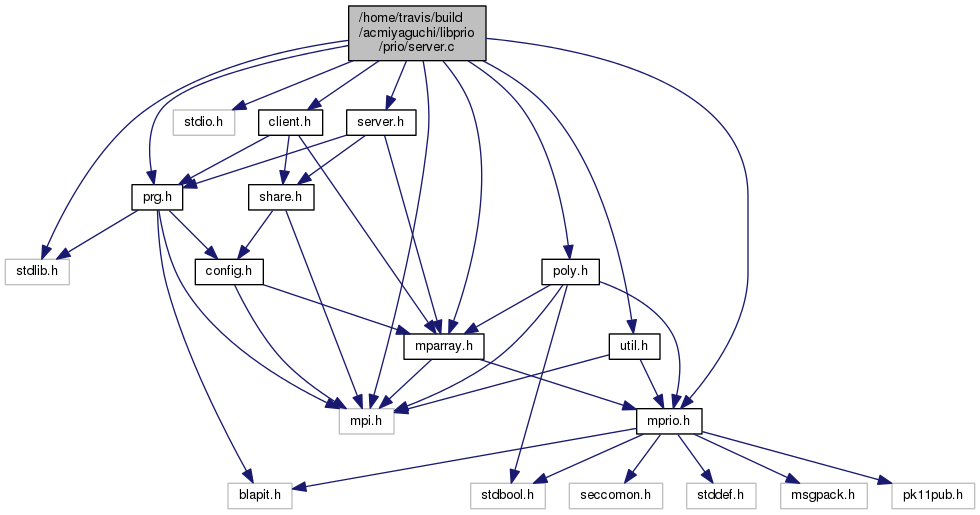 /home/travis/build
/acmiyaguchi/libprio
/prio/server.c
stdio.h
client.h
server.h
prg.h
share.h
stdlib.h
config.h
poly.h
mparray.h
util.h
mpi.h
mprio.h
blapit.h
stdbool.h
seccomon.h
stddef.h
msgpack.h
pk11pub.h